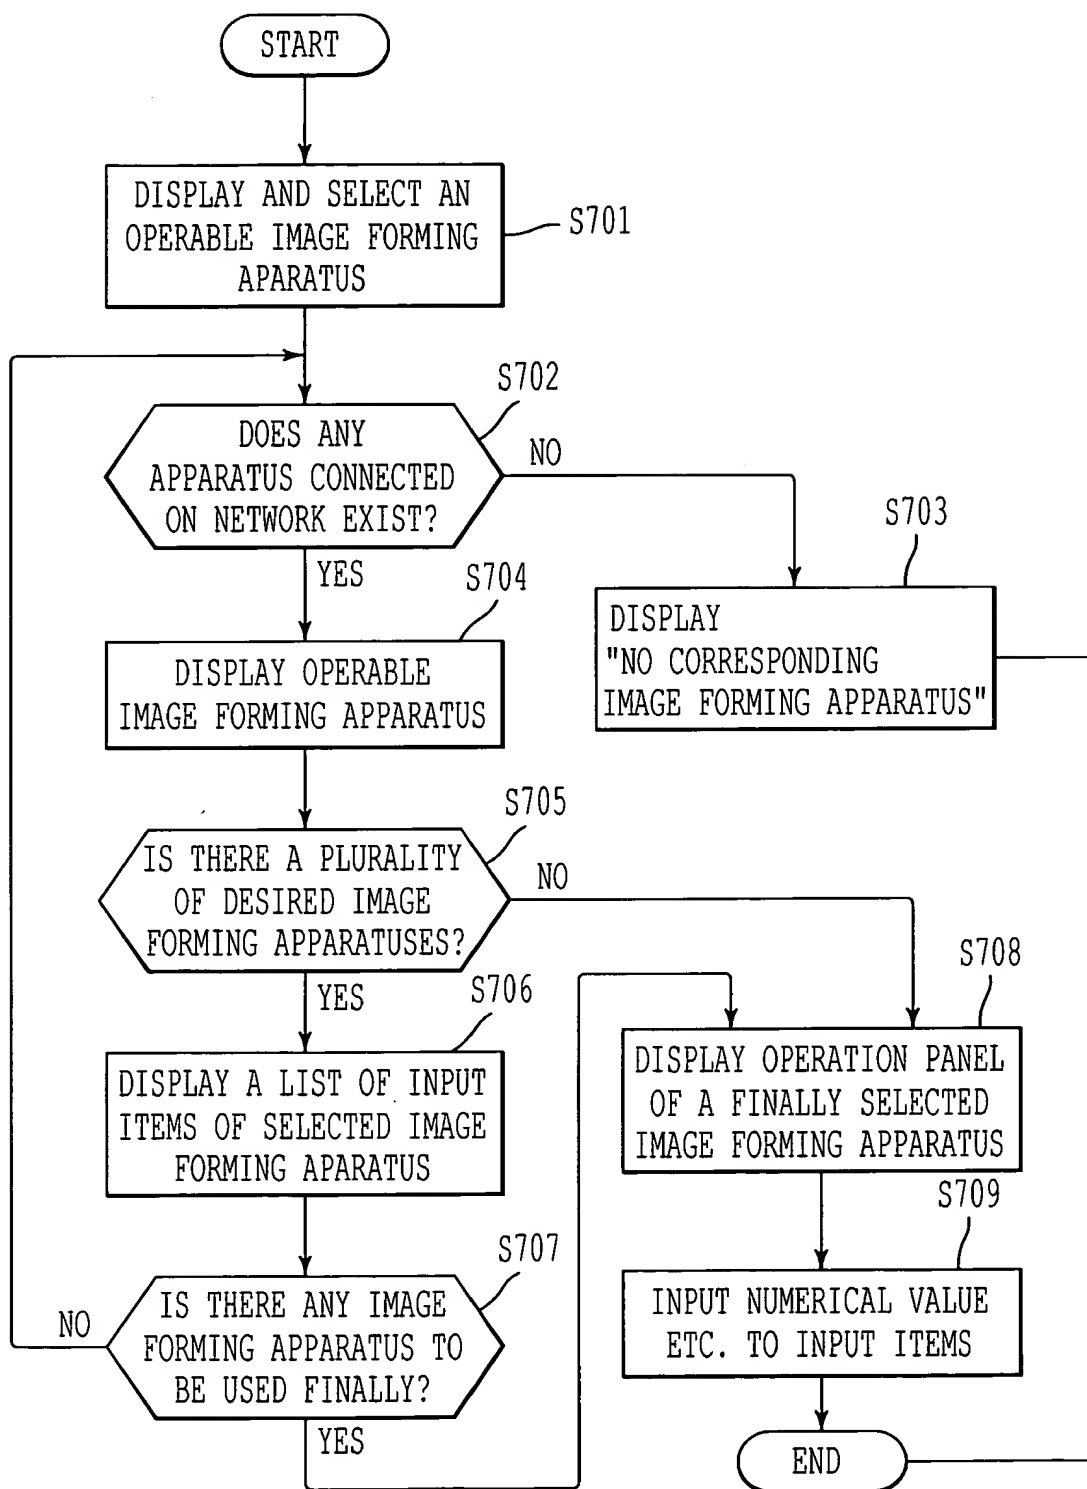 START
DISPLAY AND SELECT AN
OPERABLE IMAGE FORMING
APARATUS
S701
S702
DOES ANY
APPARATUS CONNECTED
ON NETWORK EXIST?
NO
YES
S703
DISPLAY
"NO CORRESPONDING
IMAGE FORMING APPARATUS"
S704
DISPLAY OPERABLE
IMAGE FORMING APPARATUS
S705
IS THERE A PLURALITY
OF DESIRED IMAGE
FORMING APPARATUSES?
NO
YES
S706
DISPLAY A LIST OF INPUT
ITEMS OF SELECTED IMAGE
FORMING APARATUS
S707
IS THERE ANY IMAGE
FORMING APPARATUS TO
BE USED FINALLY?
NO
YES
S708
DISPLAY OPERATION PANEL
OF A FINALLY SELECTED
IMAGE FORMING APPARATUS
S709
INPUT NUMERICAL VALUE
ETC. TO INPUT ITEMS
END